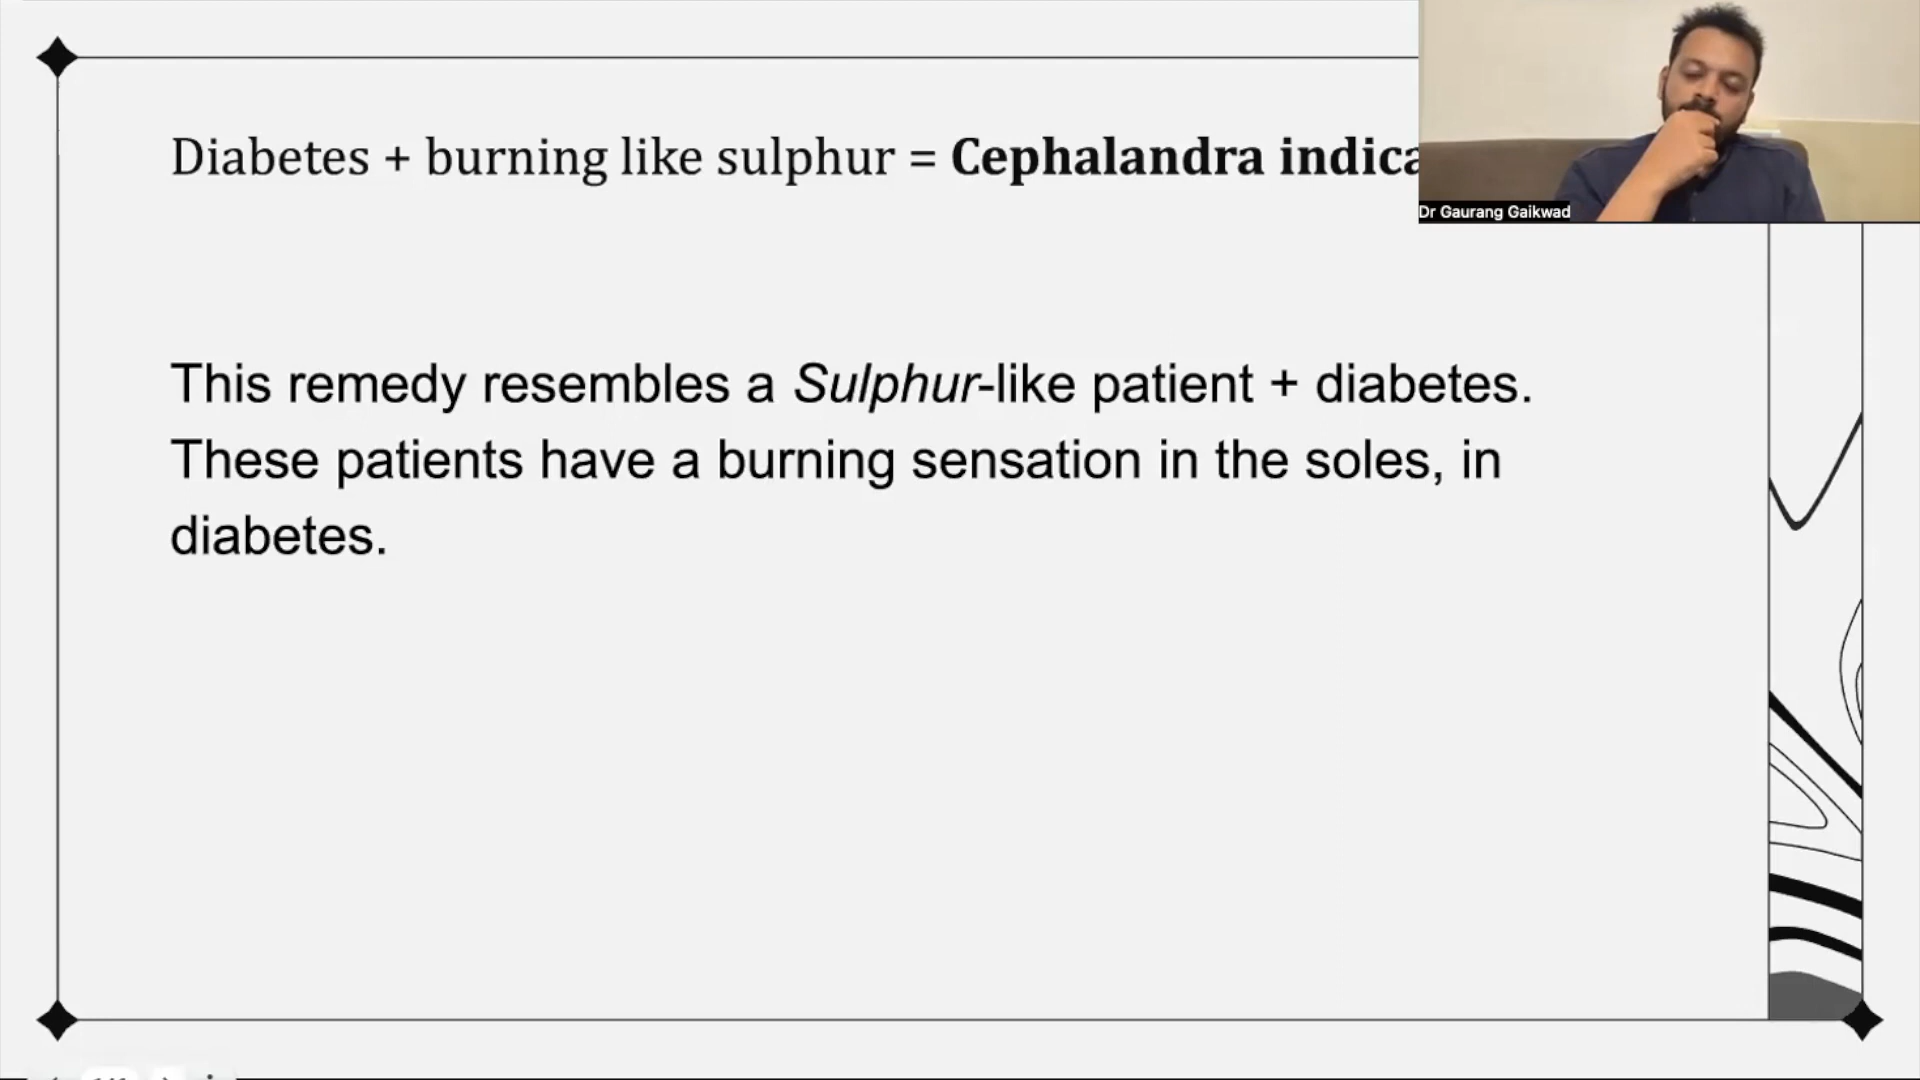 Diabetes + burning like sulphur = Cephalandra indica
Dr Gaurang Gaikwad
This remedy resembles a Sulphur-like patient + diabetes.
These patients have a burning sensation in the soles, in
diabetes.